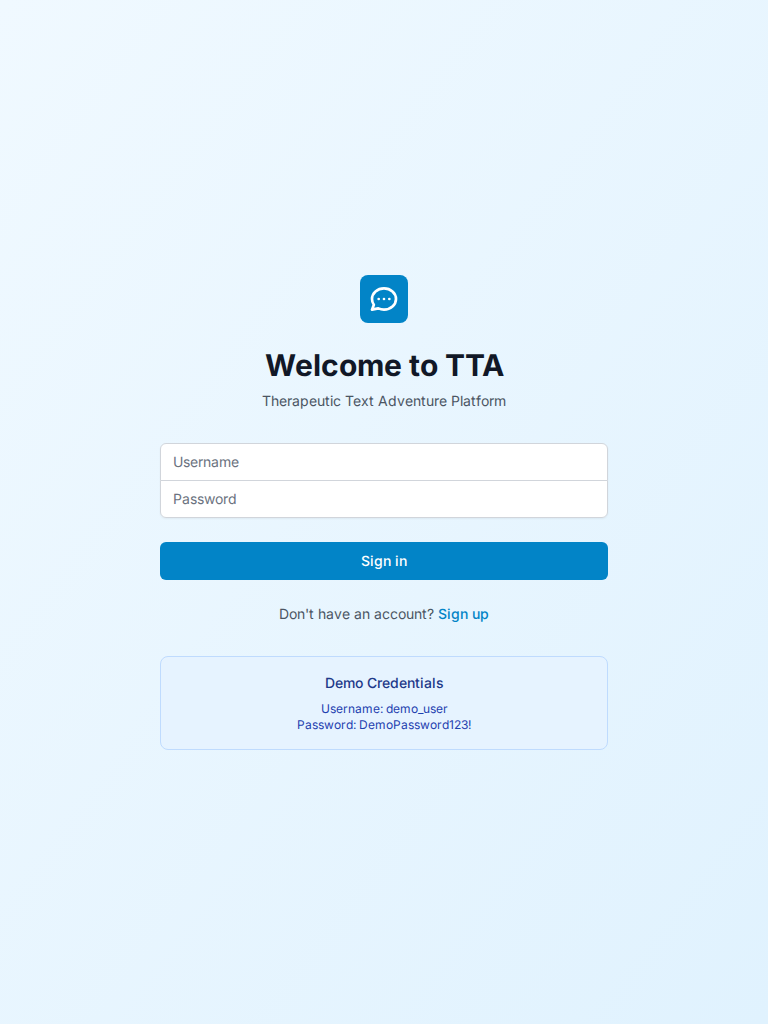 Welcome to TTA
Therapeutic Text Adventure Platform
Username
Password
Sign in
Don't have an account? Sign up
Demo Credentials
Username: demo_user
Password: DemoPassword123!